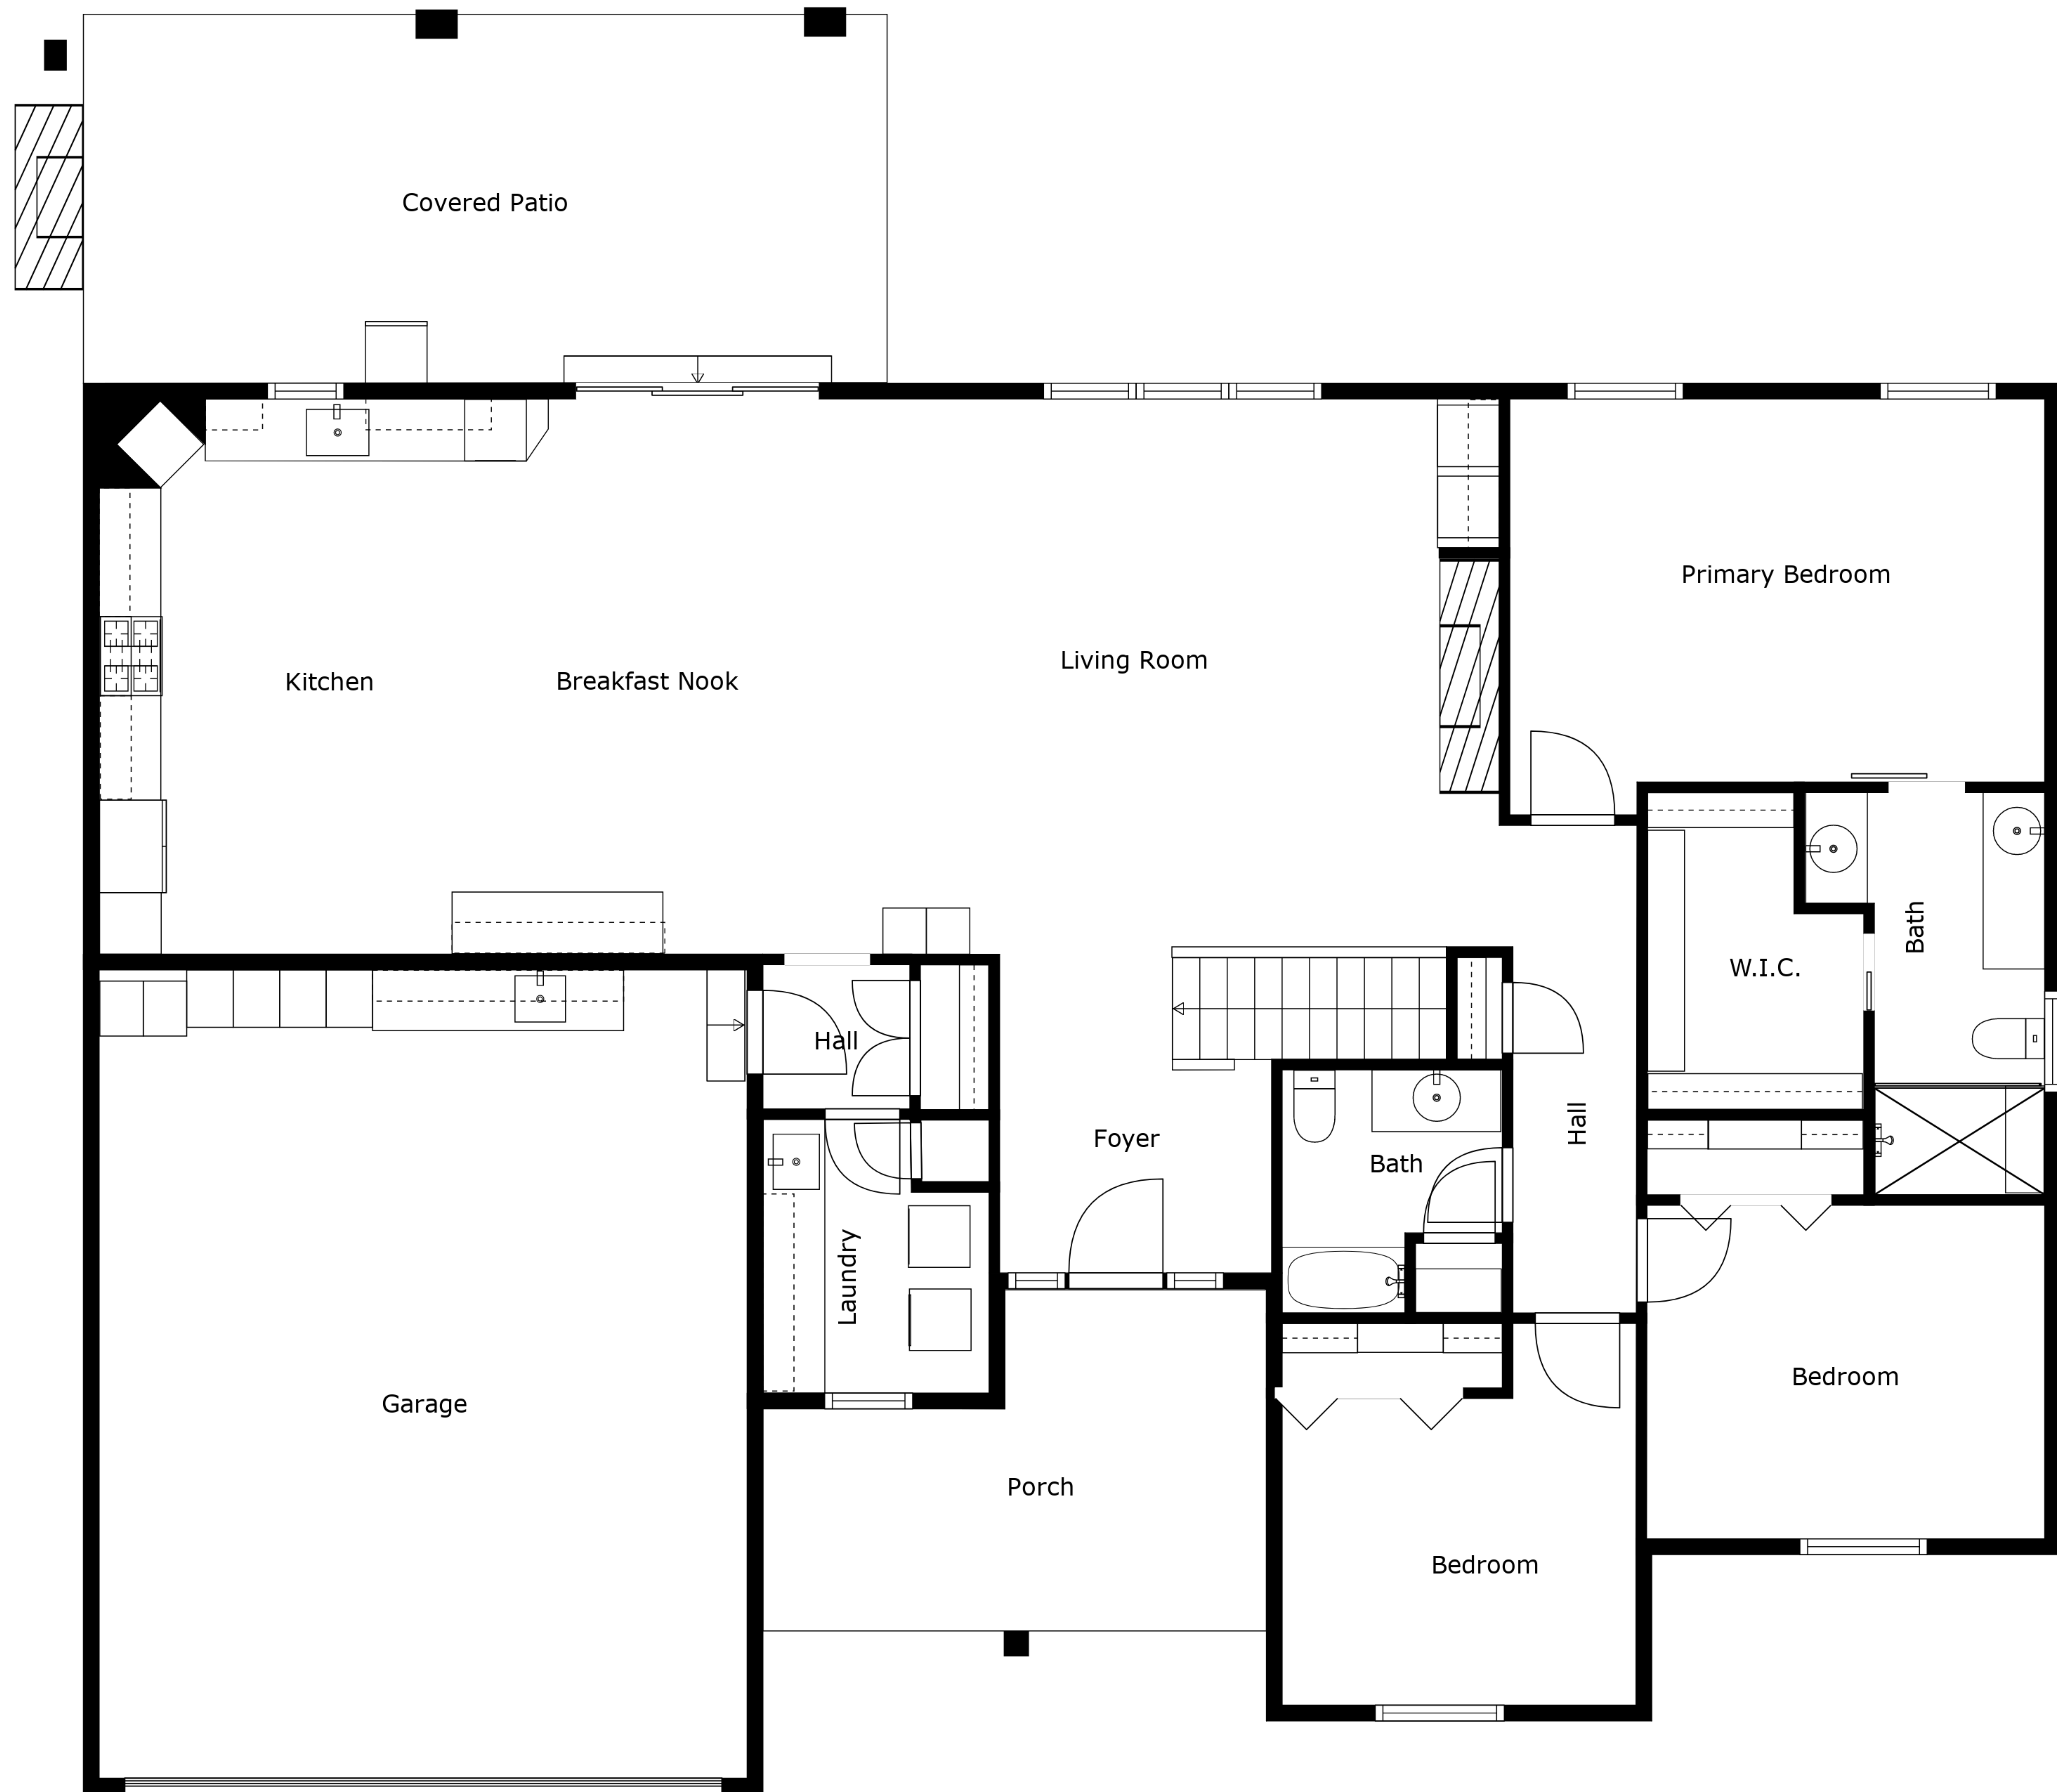 Covered Patio
Primary Bedroom
Living Room
Kitchen
Breakfast Nook
Bath
W.I.C.
Hall
Hall
Foyer
Bath
Laundry
Bedroom
Garage
Porch
Bedroom